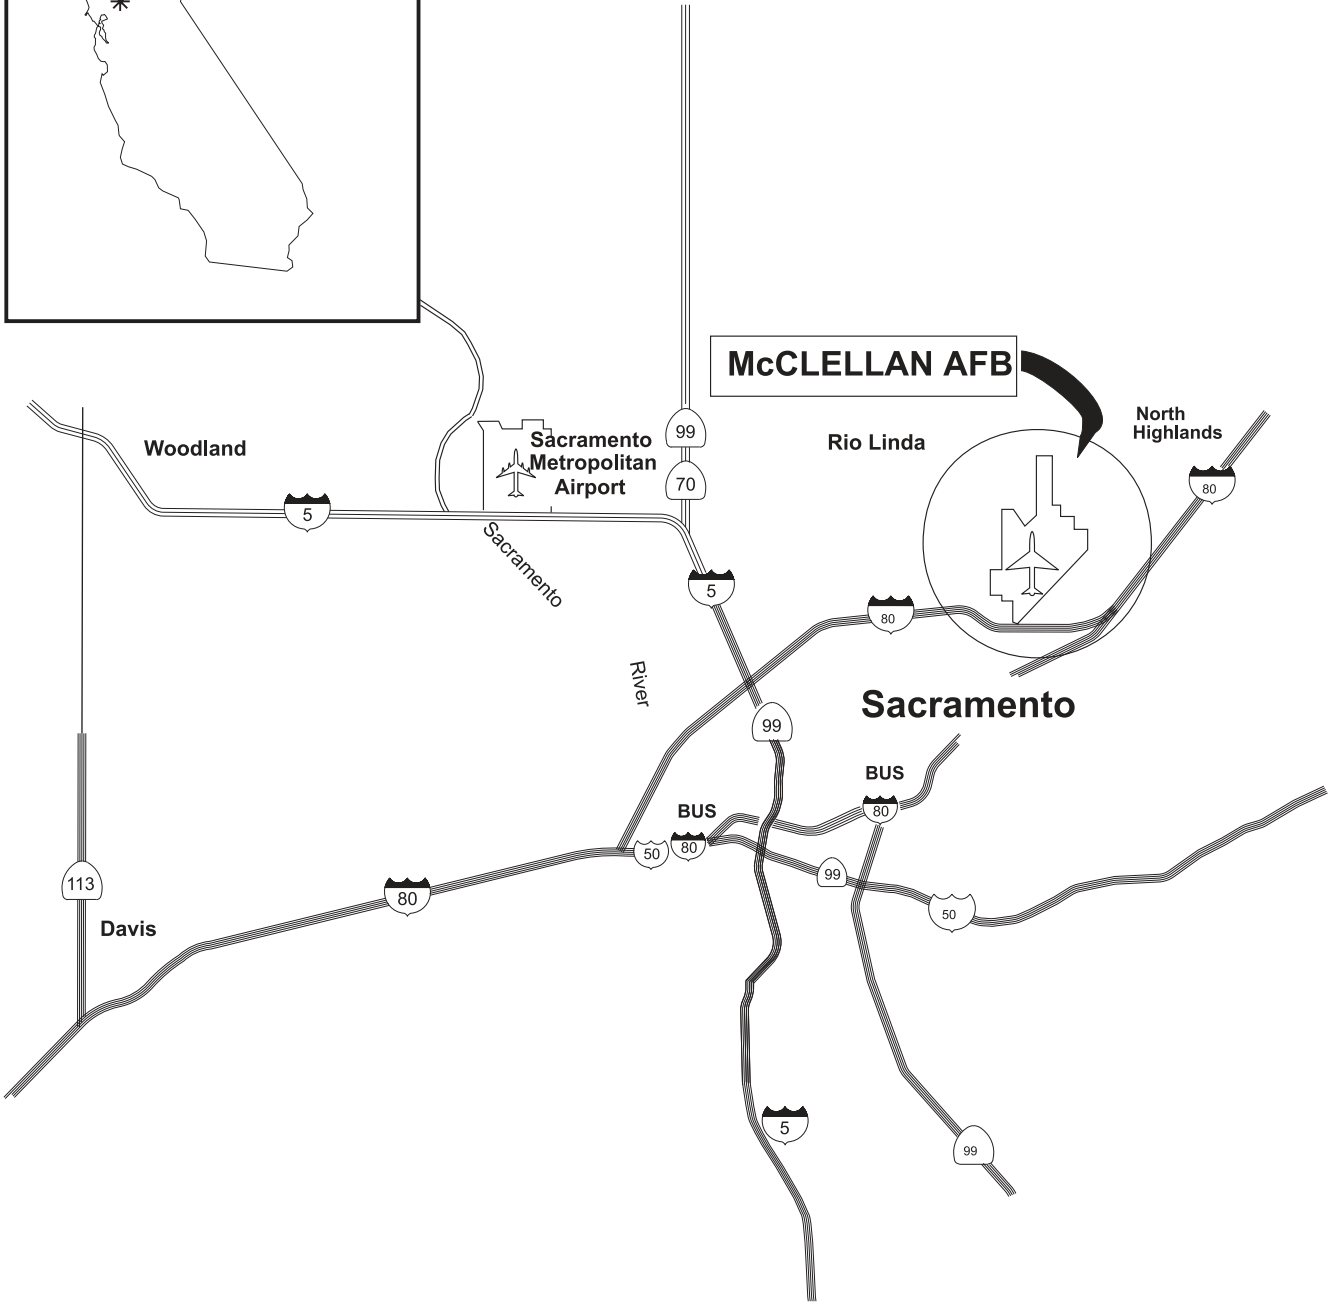 McCLELLAN AFB
North
Highlands
99
Rio Linda
Woodland
Sacramento
Metropolitan
Airport
70
80
5
Sacramento
5
80
River
Sacramento
99
BUS
80
BUS
50
80
99
113
80
50
Davis
5
99